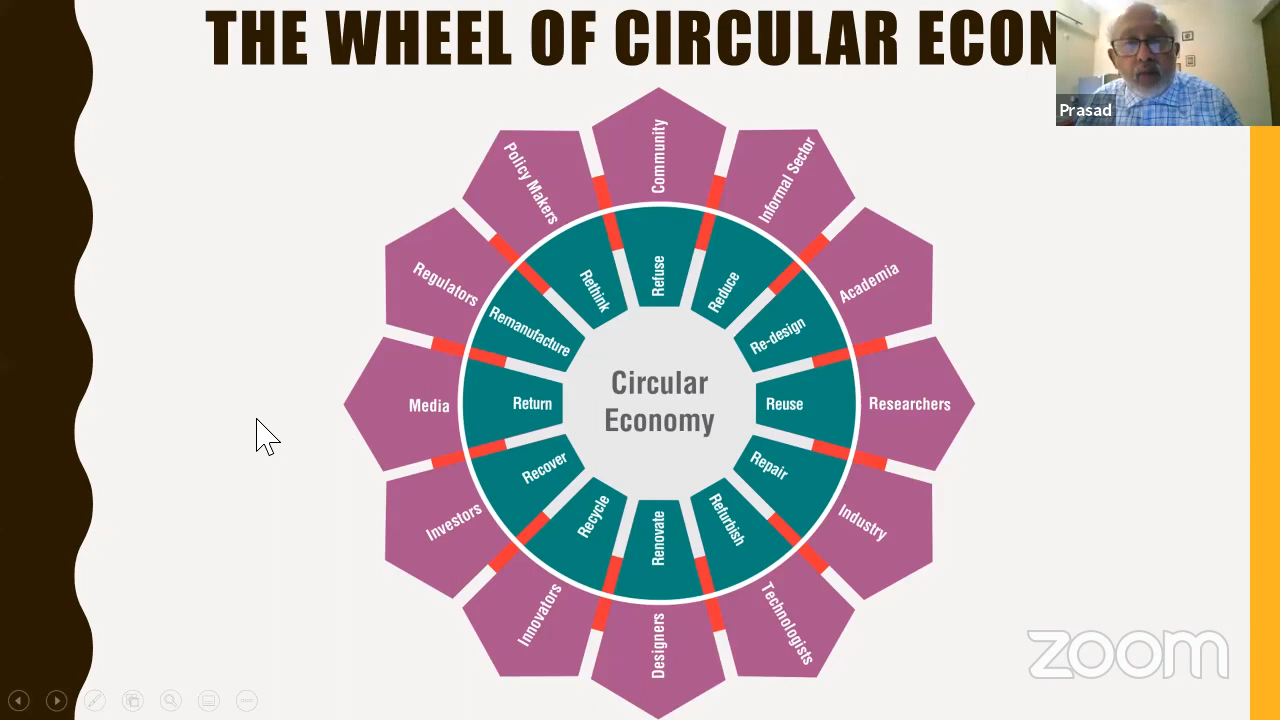 THE WHEEL OF CIRCULAR ECON
Prasad
Community
Informal Sector
Academia
Researchers
Industry
Technologists
Designers
Innovators
Investors
Media
Regulators
Policy Makers
Refuse
Reduce
Re-design
Reuse
Repair
Refurbish
Renovate
Recycle
Recover
Return
Remanufacture
Rethink
Circular
Economy
zoom